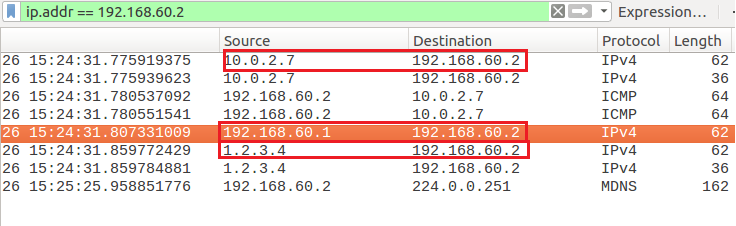 ip.addr == 192.168.60.2 Expression...
Source Destination Protocol Length
26 15:24:31.775919375 10.0.2.7 192.168.60.2 IPv4 62
26 15:24:31.775939623 10.0.2.7 192.168.60.2 IPv4 36
26 15:24:31.780537092 192.168.60.2 10.0.2.7 ICMP 64
26 15:24:31.780551541 192.168.60.2 10.0.2.7 ICMP 64
26 15:24:31.807331009 192.168.60.1 192.168.60.2 IPv4 62
26 15:24:31.859772429 1.2.3.4 192.168.60.2 IPv4 62
26 15:24:31.859784881 1.2.3.4 192.168.60.2 IPv4 36
26 15:25:25.958851776 192.168.60.2 224.0.0.251 MDNS 162